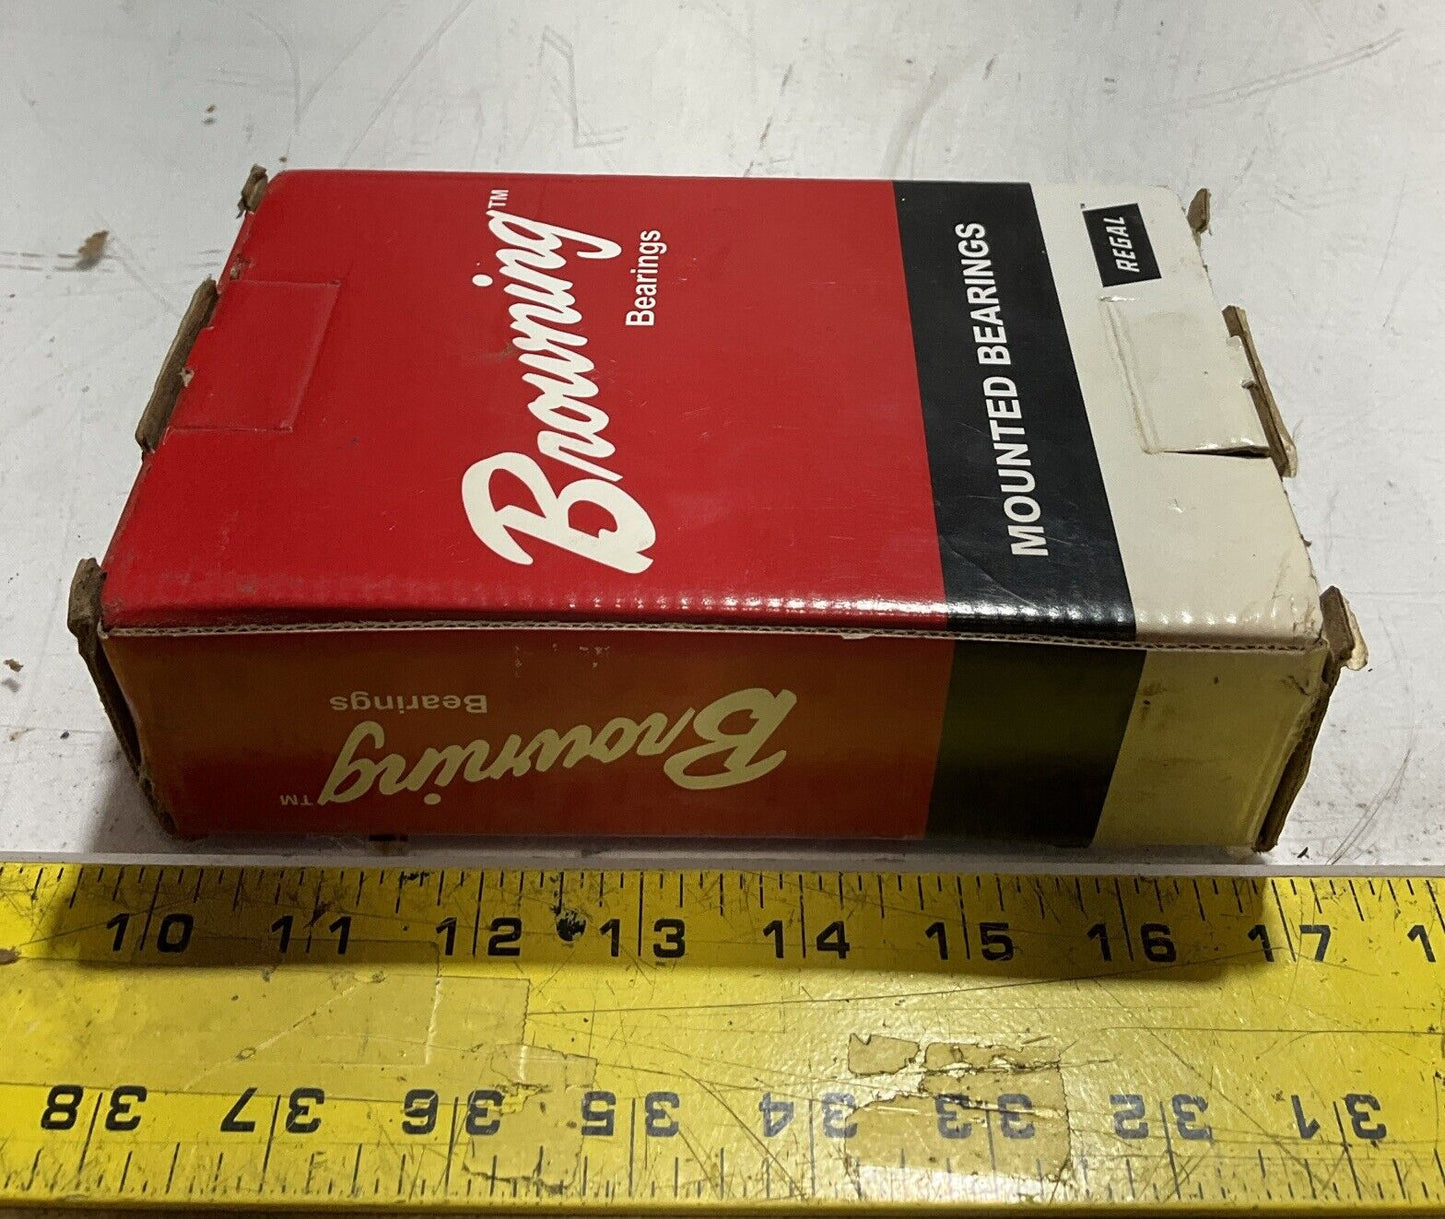 Browning™
Bearings
MOUNTED BEARINGS
REGAL
Browning™
Bearings
10 11 12 13 14 15 16 17 1
38 37 36 35 34 33 32 31